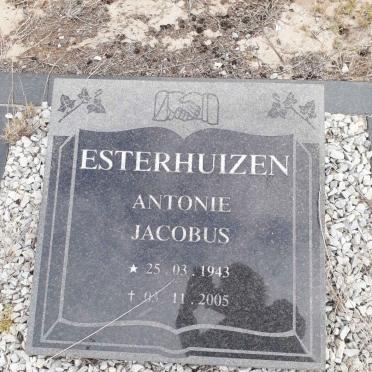 ESTERHUIZEN
ANTONIE
JACOBUS
★ 25 . 03 . 1943
† 03 . 11 . 2005